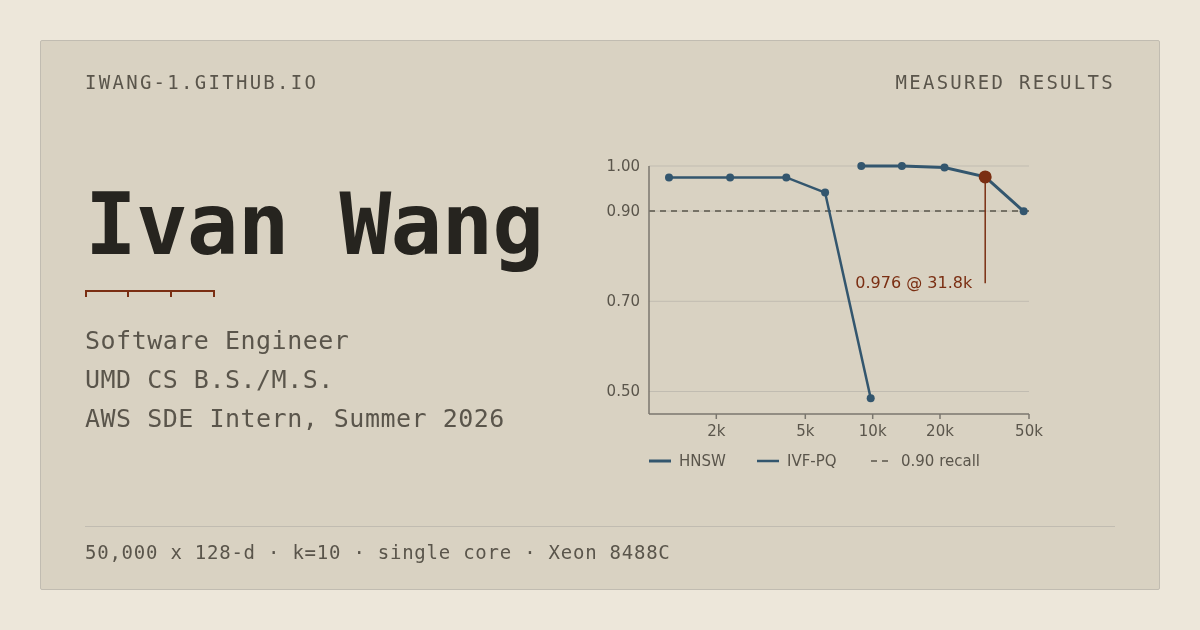 IWANG-1.GITHUB.IO
MEASURED RESULTS
Ivan Wang
Software Engineer
UMD CS B.S./M.S.
AWS SDE Intern, Summer 2026
1.00
0.90
0.70
0.50
0.976 @ 31.8k
2k 5k 10k 20k 50k
HNSW IVF-PQ 0.90 recall
50,000 x 128-d · k=10 · single core · Xeon 8488C